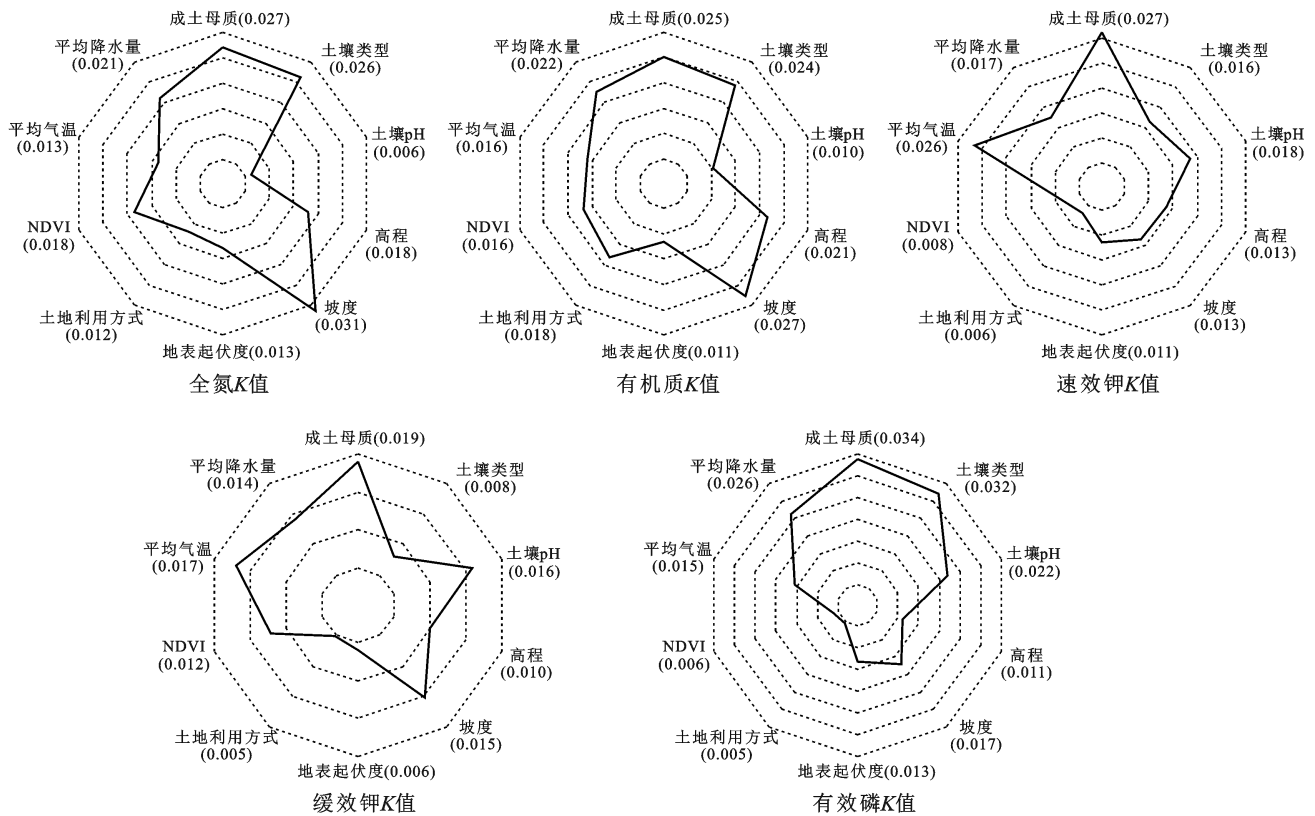 成土母质(0.027)
土壤类型
(0.026)
土壤pH
(0.006)
高程
(0.018)
坡度
(0.031)
地表起伏度(0.013)
土地利用方式
(0.012)
NDVI
(0.018)
平均气温
(0.013)
平均降水量
(0.021)
全氮K值
成土母质(0.025)
土壤类型
(0.024)
土壤pH
(0.010)
高程
(0.021)
坡度
(0.027)
地表起伏度(0.011)
土地利用方式
(0.018)
NDVI
(0.016)
平均气温
(0.016)
平均降水量
(0.022)
有机质K值
成土母质(0.027)
土壤类型
(0.016)
土壤pH
(0.018)
高程
(0.013)
坡度
(0.013)
地表起伏度(0.011)
土地利用方式
(0.006)
NDVI
(0.008)
平均气温
(0.026)
平均降水量
(0.017)
速效钾K值
成土母质(0.019)
土壤类型
(0.008)
土壤pH
(0.016)
高程
(0.010)
坡度
(0.015)
地表起伏度(0.006)
土地利用方式
(0.005)
NDVI
(0.012)
平均气温
(0.017)
平均降水量
(0.014)
缓效钾K值
成土母质(0.034)
土壤类型
(0.032)
土壤pH
(0.022)
高程
(0.011)
坡度
(0.017)
地表起伏度(0.013)
土地利用方式
(0.005)
NDVI
(0.006)
平均气温
(0.015)
平均降水量
(0.026)
有效磷K值